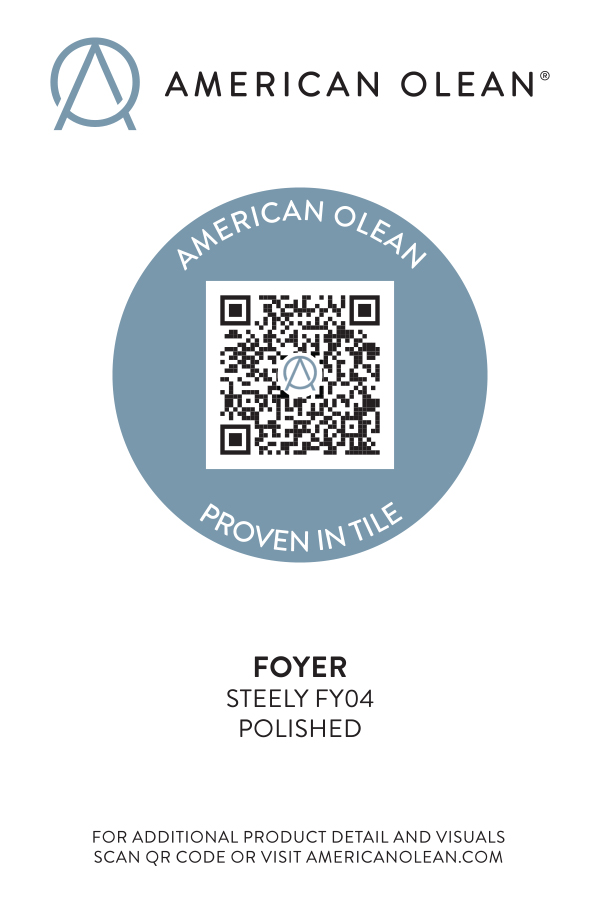 AMERICAN OLEAN®
AMERICAN OLEAN
PROVEN IN TILE
FOYER
STEELY FY04
POLISHED
FOR ADDITIONAL PRODUCT DETAIL AND VISUALS
SCAN QR CODE OR VISIT AMERICANOLEAN.COM